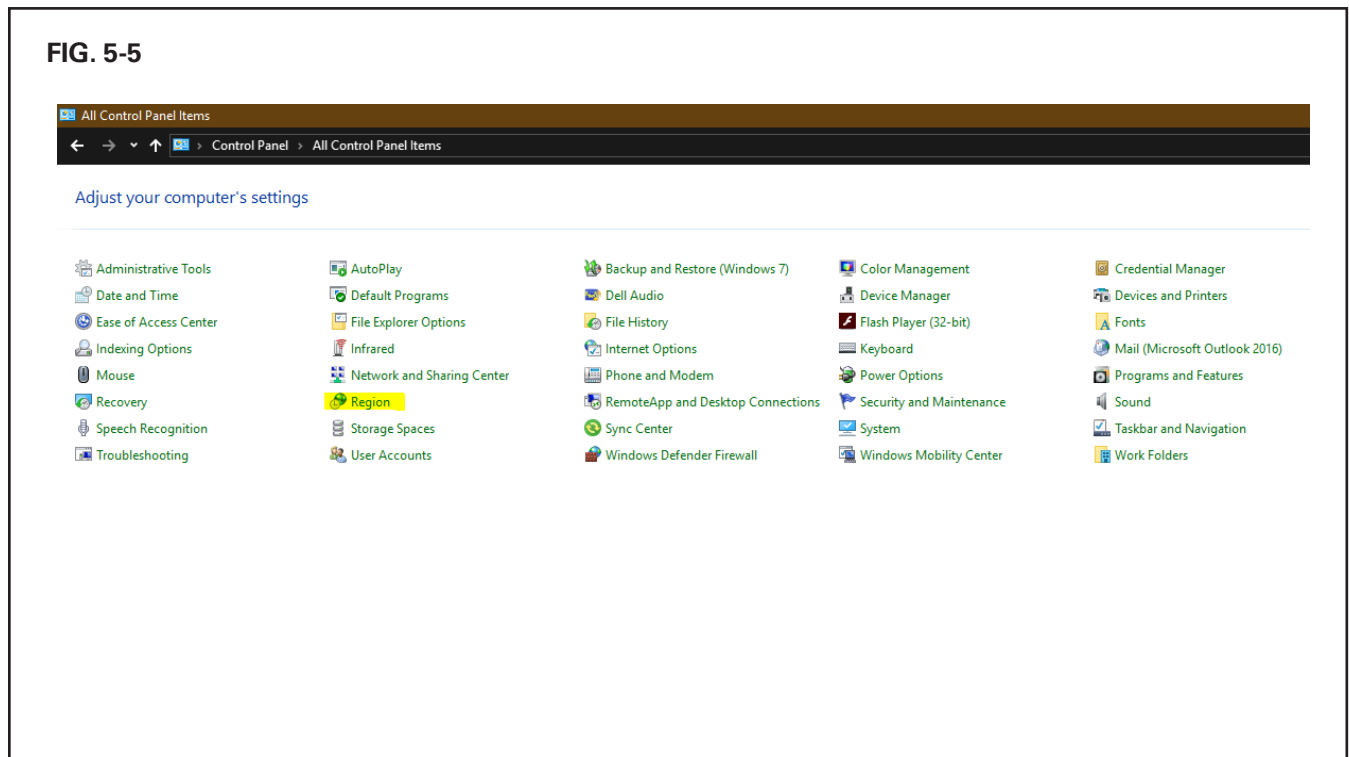 FIG. 5-5
All Control Panel Items
Control Panel > All Control Panel Items
Adjust your computer's settings
Administrative Tools AutoPlay Backup and Restore (Windows 7) Color Management Credential Manager
Date and Time Default Programs Dell Audio Device Manager Devices and Printers
Ease of Access Center File Explorer Options File History Flash Player (32-bit) Fonts
Indexing Options Infrared Internet Options Keyboard Mail (Microsoft Outlook 2016)
Mouse Network and Sharing Center Phone and Modem Power Options Programs and Features
Recovery Region RemoteApp and Desktop Connections Security and Maintenance Sound
Speech Recognition Storage Spaces Sync Center System Taskbar and Navigation
Troubleshooting User Accounts Windows Defender Firewall Windows Mobility Center Work Folders